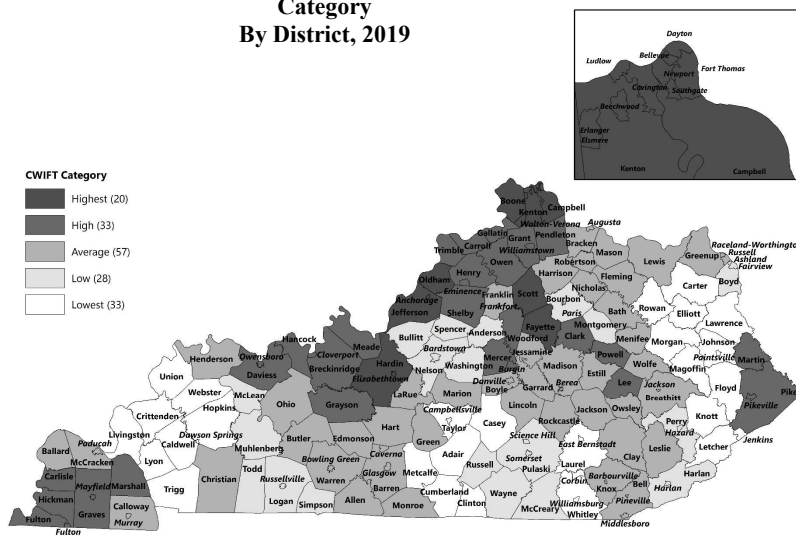 Category
By District, 2019
Dayton
Bellevue
Ludlow
Fort Thomas
Newport
Covington
Southgate
Beechwood
Erlanger
Elsmere
Kenton
Campbell
CWIFT Category
Highest (20)
High (33)
Average (57)
Low (28)
Lowest (33)
Boone
Kenton
Campbell
Walton-Verona
Augusta
Gallatin
Grant
Pendleton
Bracken
Raceland-Worthington
Trimble
Carroll
Williamstown
Mason
Lewis
Greenup
Russell
Owen
Robertson
Ashland
Fairview
Henry
Harrison
Fleming
Boyd
Oldham
Eminence
Franklin
Scott
Nicholas
Carter
Anchorage
Frankfort
Bourbon
Rowan
Jefferson
Shelby
Paris
Bath
Elliott
Spencer
Anderson
Fayette
Montgomery
Lawrence
Hancock
Bullitt
Woodford
Clark
Menifee
Morgan
Johnson
Meade
Bardstown
Jessamine
Henderson
Owensboro
Cloverport
Nelson
Washington
Mercer
Burgin
Madison
Powell
Wolfe
Paintsville
Martin
Union
Daviess
Breckinridge
Hardin
Danville
Boyle
Estill
Lee
Magoffin
Webster
McLean
Elizabethtown
LaRue
Marion
Garrard
Berea
Jackson
Breathitt
Floyd
Pike
Hopkins
Ohio
Grayson
Campbellsville
Lincoln
Jackson
Owsley
Knott
Pikeville
Crittenden
Hart
Taylor
Casey
Rockcastle
Perry
Livingston
Caldwell
Dawson Springs
Muhlenberg
Butler
Edmonson
Green
Science Hill
East Bernstadt
Hazard
Jenkins
Ballard
Paducah
Lyon
Bowling Green
Caverna
Adair
Somerset
Clay
Leslie
Letcher
McCracken
Todd
Warren
Glasgow
Metcalfe
Russell
Pulaski
Laurel
Carlisle
Mayfield
Marshall
Trigg
Christian
Russellville
Barren
Corbin
Barbourville
Bell
Harlan
Harlan
Hickman
Graves
Calloway
Logan
Simpson
Allen
Monroe
Cumberland
Clinton
Wayne
Williamsburg
Knox
Pineville
Fulton
Murray
McCreary
Whitley
Middlesboro
Fulton